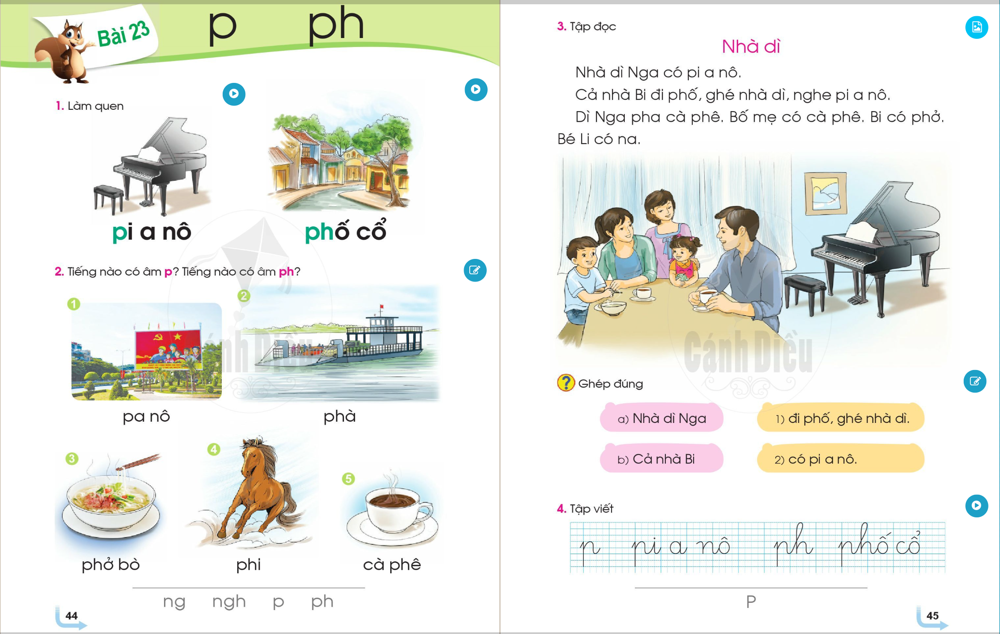 Bài 23
p ph
1. Làm quen
pi a nô phố cổ
2. Tiếng nào có âm p? Tiếng nào có âm ph?
1
2
pa nô phà
3
4
5
phở bò phi cà phê
ng ngh p ph
44
3. Tập đọc
Nhà dì
Nhà dì Nga có pi a nô.
Cả nhà Bi đi phố, ghé nhà dì, nghe pi a nô.
Dì Nga pha cà phê. Bố mẹ có cà phê. Bi có phở.
Bé Li có na.
Cánh Diều
? Ghép đúng
a) Nhà dì Nga 1) đi phố, ghé nhà dì.
b) Cả nhà Bi 2) có pi a nô.
4. Tập viết
p pi a nô ph phố cổ
P
45